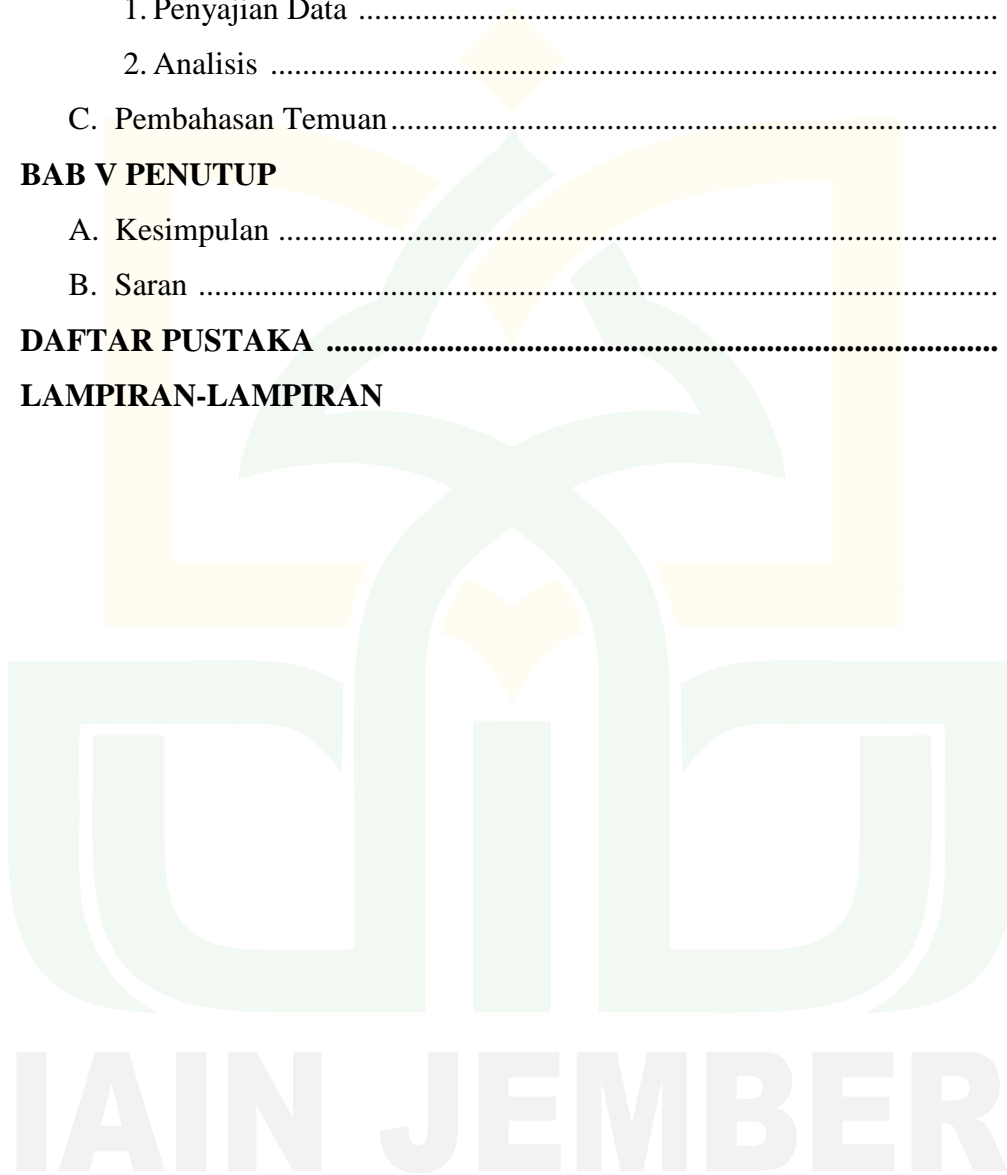 1. Penyajian Data ................................................................................
2. Analisis ...........................................................................................
C. Pembahasan Temuan............................................................................
BAB V PENUTUP
A. Kesimpulan ..........................................................................................
B. Saran ....................................................................................................
DAFTAR PUSTAKA ....................................................................................
LAMPIRAN-LAMPIRAN
IAIN JEMBER